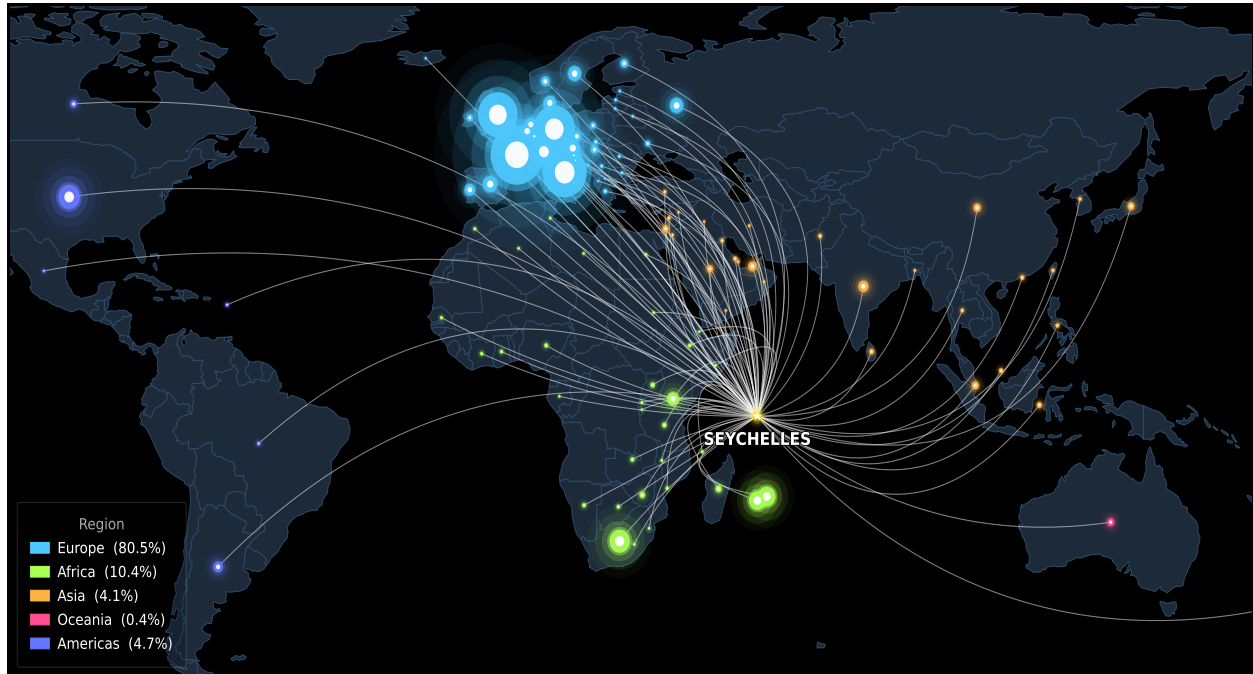 SEYCHELLES
Region
Europe (80.5%)
Africa (10.4%)
Asia (4.1%)
Oceania (0.4%)
Americas (4.7%)